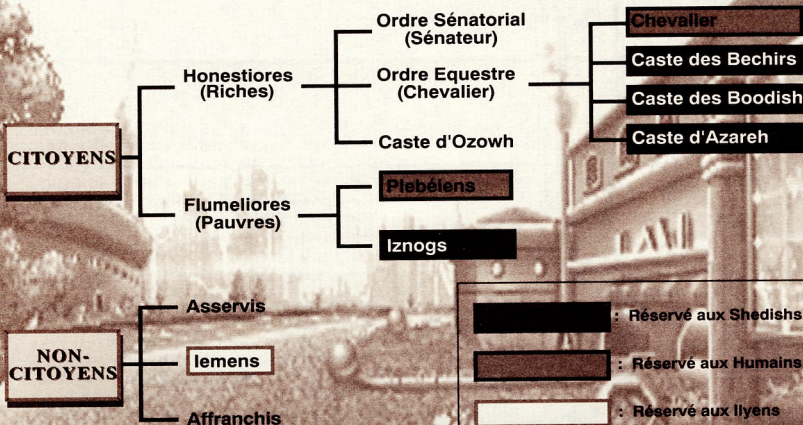 CITOYENS
Honestiores
(Riches)
Ordre Sénatorial
(Sénateur)
Ordre Equestre
(Chevalier)
Chevalier
Caste des Bechirs
Caste des Boodish
Caste d'Azareh
Caste d'Ozowh
Flumeliores
(Pauvres)
Plebéiens
Iznogs
NON-
CITOYENS
Asservis
Iemens
Affranchis
: Réservé aux Shedishs
: Réservé aux Humains
: Réservé aux Ilyens